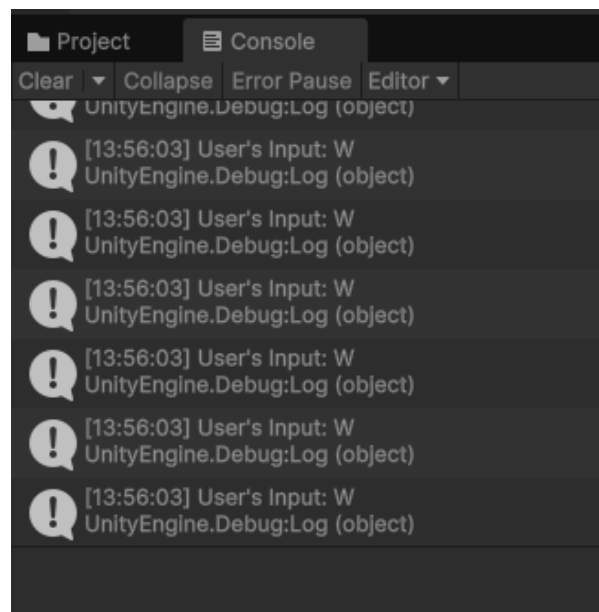 Project Console
Clear Collapse Error Pause Editor
UnityEngine.Debug:Log (object)
[13:56:03] User's Input: W
UnityEngine.Debug:Log (object)
[13:56:03] User's Input: W
UnityEngine.Debug:Log (object)
[13:56:03] User's Input: W
UnityEngine.Debug:Log (object)
[13:56:03] User's Input: W
UnityEngine.Debug:Log (object)
[13:56:03] User's Input: W
UnityEngine.Debug:Log (object)
[13:56:03] User's Input: W
UnityEngine.Debug:Log (object)